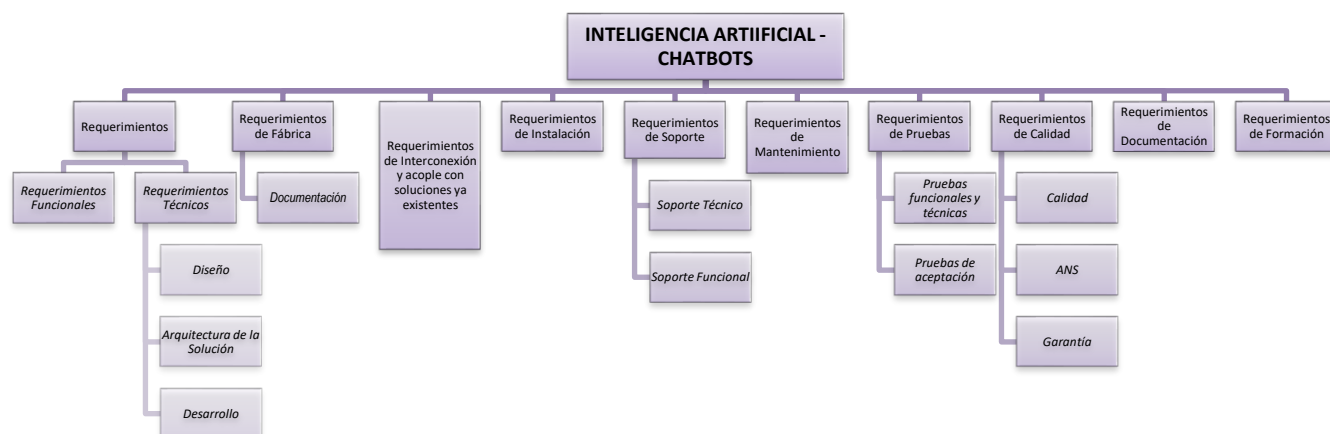 INTELIGENCIA ARTIIFICIAL -
CHATBOTS
Requerimientos
Requerimientos
Funcionales
Requerimientos
Técnicos
Diseño
Arquitectura de la
Solución
Desarrollo
Requerimientos
de Fábrica
Documentación
Requerimientos
de Interconexión
y acople con
soluciones ya
existentes
Requerimientos
de Instalación
Requerimientos
de Soporte
Soporte Técnico
Soporte Funcional
Requerimientos
de
Mantenimiento
Requerimientos
de Pruebas
Pruebas
funcionales y
técnicas
Pruebas de
aceptación
Requerimientos
de Calidad
Calidad
ANS
Garantía
Requerimientos
de
Documentación
Requerimientos
de Formación